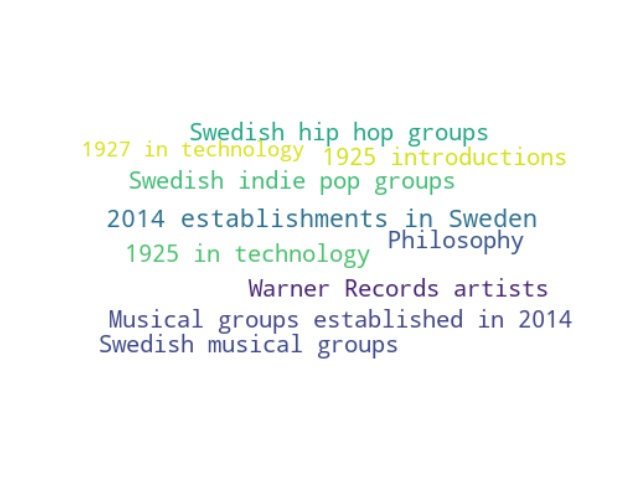 Swedish hip hop groups
1927 in technology
1925 introductions
Swedish indie pop groups
2014 establishments in Sweden
Philosophy
1925 in technology
Warner Records artists
Musical groups established in 2014
Swedish musical groups